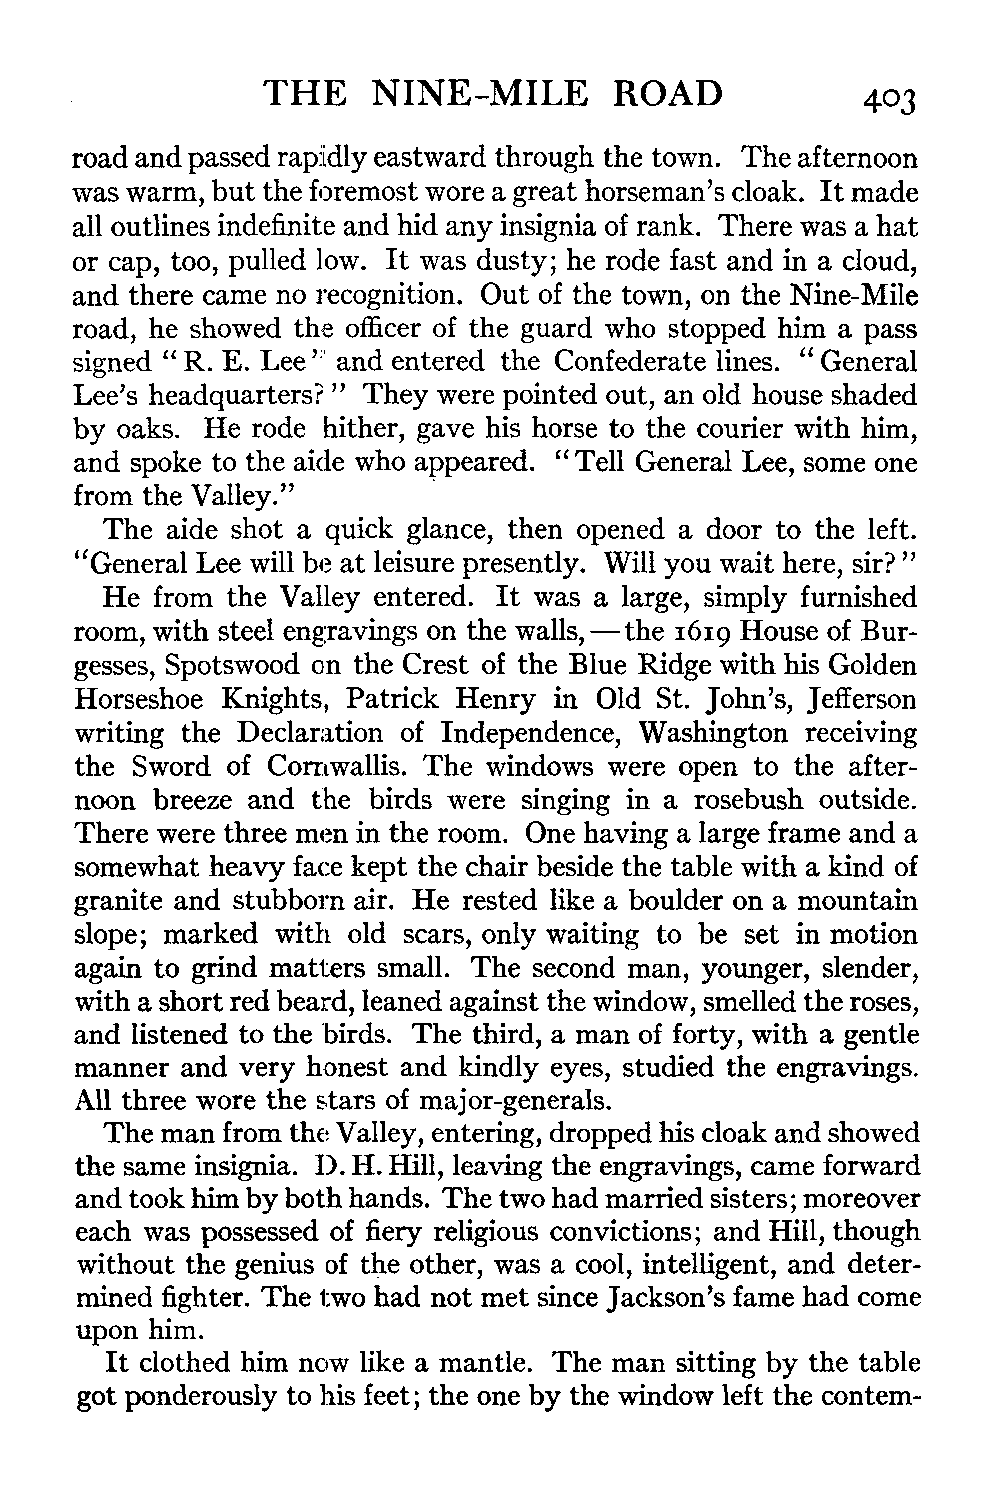 THE NINE-MILE ROAD 403
road and passed rapidly eastward through the town. The afternoon
was warm, but the foremost wore a great horseman's cloak. It made
all outlines indefinite and hid any insignia of rank. There was a hat
or cap, too, pulled low. It was dusty; he rode fast and in a cloud,
and there came no recognition. Out of the town, on the Nine-Mile
road, he showed the officer of the guard who stopped him a pass
signed "R. E. Lee" and entered the Confederate lines. "General
Lee's headquarters?" They were pointed out, an old house shaded
by oaks. He rode hither, gave his horse to the courier with him,
and spoke to the aide who appeared. "Tell General Lee, some one
from the Valley."
The aide shot a quick glance, then opened a door to the left.
"General Lee will be at leisure presently. Will you wait here, sir?"
He from the Valley entered. It was a large, simply furnished
room, with steel engravings on the walls,—the 1619 House of Bur-
gesses, Spotswood on the Crest of the Blue Ridge with his Golden
Horseshoe Knights, Patrick Henry in Old St. John's, Jefferson
writing the Declaration of Independence, Washington receiving
the Sword of Cornwallis. The windows were open to the after-
noon breeze and the birds were singing in a rosebush outside.
There were three men in the room. One having a large frame and a
somewhat heavy face kept the chair beside the table with a kind of
granite and stubborn air. He rested like a boulder on a mountain
slope; marked with old scars, only waiting to be set in motion
again to grind matters small. The second man, younger, slender,
with a short red beard, leaned against the window, smelled the roses,
and listened to the birds. The third, a man of forty, with a gentle
manner and very honest and kindly eyes, studied the engravings.
All three wore the stars of major-generals.
The man from the Valley, entering, dropped his cloak and showed
the same insignia. D. H. Hill, leaving the engravings, came forward
and took him by both hands. The two had married sisters; moreover
each was possessed of fiery religious convictions; and Hill, though
without the genius of the other, was a cool, intelligent, and deter-
mined fighter. The two had not met since Jackson's fame had come
upon him.
It clothed him now like a mantle. The man sitting by the table
got ponderously to his feet; the one by the window left the contem-